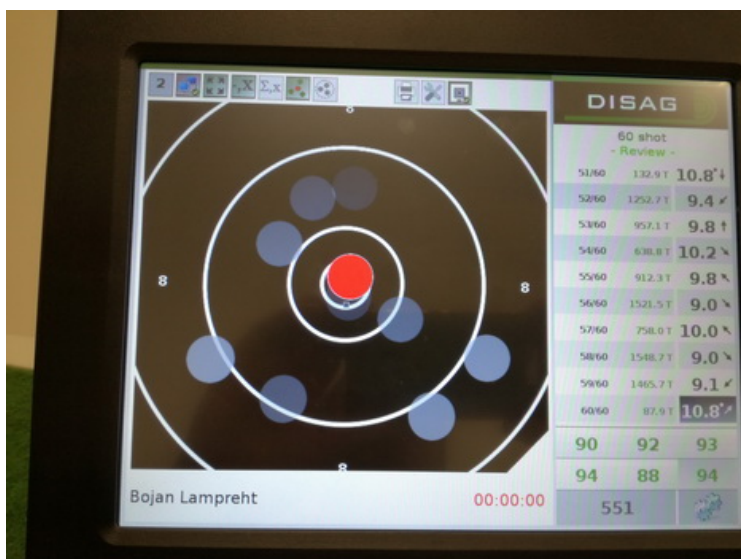 2 .,X Σ,x
DISAG
60 shot
- Review -
51/60 132.9 T 10.8* ↓
52/60 1252.7 T 9.4 ↙
53/60 957.1 T 9.8 ↑
54/60 638.8 T 10.2 ↘
55/60 912.3 T 9.8 ↖
56/60 1521.5 T 9.0 ↘
57/60 758.0 T 10.0 ↖
58/60 1548.7 T 9.0 ↘
59/60 1465.7 T 9.1 ↙
60/60 87.9 T 10.8* ↗
90 92 93
94 88 94
551
8
8 8
8
Bojan Lampreht 00:00:00